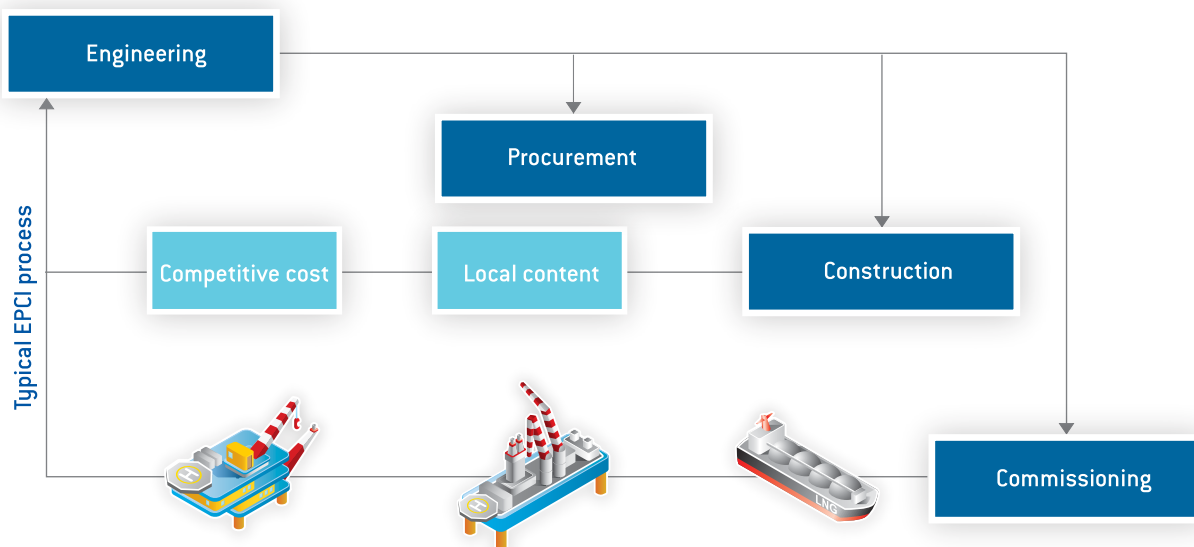 Engineering
Procurement
Typical EPCI process
Competitive cost
Local content
Construction
H
H
LNG
Commissioning